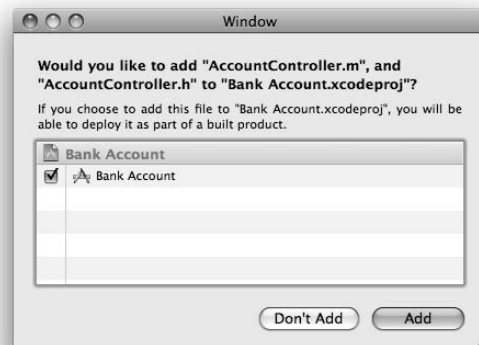 Window
Would you like to add "AccountController.m", and
"AccountController.h" to "Bank Account.xcodeproj"?
If you choose to add this file to "Bank Account.xcodeproj", you will be
able to deploy it as part of a built product.
Bank Account
Bank Account
Don't Add
Add